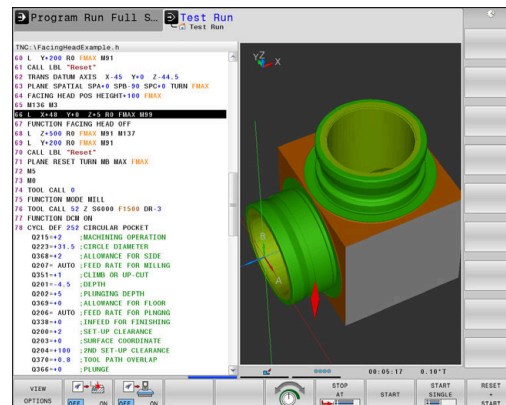 Program Run Full S...
Test Run
Test Run
TNC:\FacingHeadExample.h
60 L Y+200 R0 FMAX M91
61 CALL LBL "Reset"
62 TRANS DATUM AXIS X-45 Y+0 Z-44.5
63 PLANE SPATIAL SPA+0 SPB-90 SPC+0 TURN FMAX
64 FACING HEAD POS HEIGHT+100 FMAX
65 M136 M3
66 L X+48 Y+0 Z+5 R0 FMAX M99
67 FUNCTION FACING HEAD OFF
68 L Z+500 R0 FMAX M91 M137
69 L Y+200 R0 FMAX M91
70 CALL LBL "Reset"
71 PLANE RESET TURN MB MAX FMAX
72 M5
73 M0
74 TOOL CALL 0
75 FUNCTION MODE MILL
76 TOOL CALL 52 Z S6000 F1500 DR-3
77 FUNCTION DCM ON
78 CYCL DEF 252 CIRCULAR POCKET
Q215=+2 ;MACHINING OPERATION
Q223=+31.5 ;CIRCLE DIAMETER
Q368=+2 ;ALLOWANCE FOR SIDE
Q207= AUTO ;FEED RATE FOR MILLNG
Q351=+1 ;CLIMB OR UP-CUT
Q201=-4.5 ;DEPTH
Q202=+5 ;PLUNGING DEPTH
Q369=+0 ;ALLOWANCE FOR FLOOR
Q206= AUTO ;FEED RATE FOR PLNGNG
Q338=+0 ;INFEED FOR FINISHING
Q200=+2 ;SET-UP CLEARANCE
Q203=+0 ;SURFACE COORDINATE
Q204=+100 ;2ND SET-UP CLEARANCE
Q370=+0.8 ;TOOL PATH OVERLAP
Q366=+0 ;PLUNGE
Y Z X
B
A
00:05:17 0.10*T
VIEW OPTIONS
OFF ON
OFF ON
STOP AT
START
START SINGLE
RESET + START